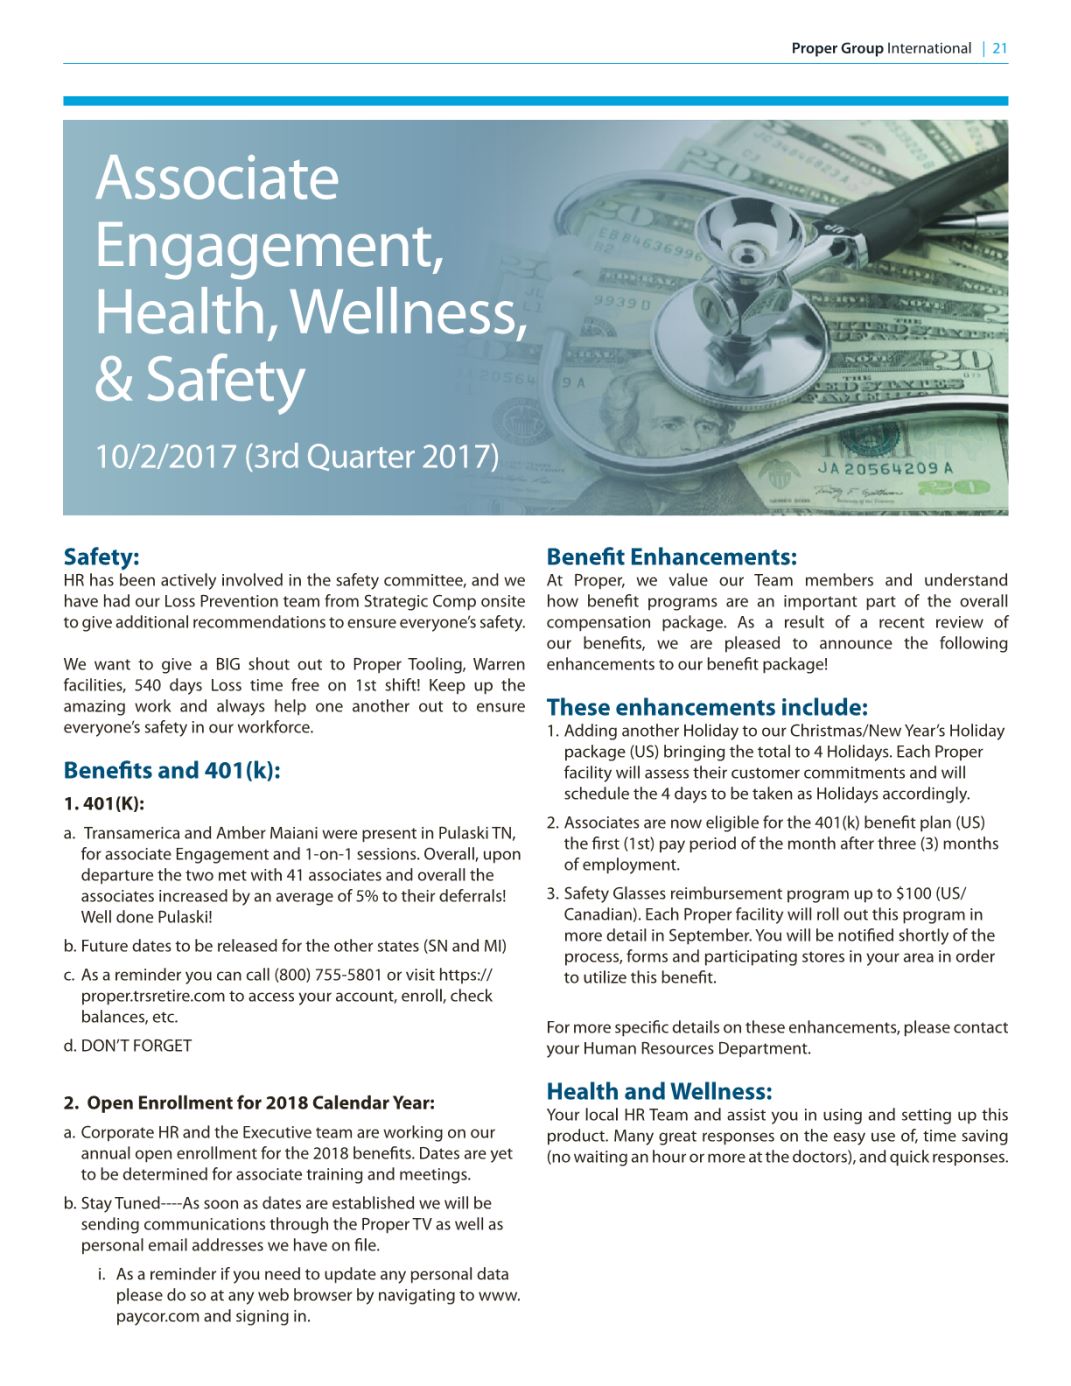 Proper Group International | 21
Associate
Engagement,
Health, Wellness,
& Safety
10/2/2017 (3rd Quarter 2017)
EB84636996
B2
9939 D
JL
L1
20564 9 A
NOTE
20
THE
UNITED STATES
JA 20564209 A
20
Safety:
HR has been actively involved in the safety committee, and we
have had our Loss Prevention team from Strategic Comp onsite
to give additional recommendations to ensure everyone's safety.
We want to give a BIG shout out to Proper Tooling, Warren
facilities, 540 days Loss time free on 1st shift! Keep up the
amazing work and always help one another out to ensure
everyone's safety in our workforce.
Benefits and 401(k):
1. 401(K):
a. Transamerica and Amber Maiani were present in Pulaski TN,
for associate Engagement and 1-on-1 sessions. Overall, upon
departure the two met with 41 associates and overall the
associates increased by an average of 5% to their deferrals!
Well done Pulaski!
b. Future dates to be released for the other states (SN and MI)
c. As a reminder you can call (800) 755-5801 or visit https://
proper.trsretire.com to access your account, enroll, check
balances, etc.
d. DON'T FORGET
2. Open Enrollment for 2018 Calendar Year:
a. Corporate HR and the Executive team are working on our
annual open enrollment for the 2018 benefits. Dates are yet
to be determined for associate training and meetings.
b. Stay Tuned----As soon as dates are established we will be
sending communications through the Proper TV as well as
personal email addresses we have on file.
i. As a reminder if you need to update any personal data
please do so at any web browser by navigating to www.
paycor.com and signing in.
Benefit Enhancements:
At Proper, we value our Team members and understand
how benefit programs are an important part of the overall
compensation package. As a result of a recent review of
our benefits, we are pleased to announce the following
enhancements to our benefit package!
These enhancements include:
1. Adding another Holiday to our Christmas/New Year's Holiday
package (US) bringing the total to 4 Holidays. Each Proper
facility will assess their customer commitments and will
schedule the 4 days to be taken as Holidays accordingly.
2. Associates are now eligible for the 401(k) benefit plan (US)
the first (1st) pay period of the month after three (3) months
of employment.
3. Safety Glasses reimbursement program up to $100 (US/
Canadian). Each Proper facility will roll out this program in
more detail in September. You will be notified shortly of the
process, forms and participating stores in your area in order
to utilize this benefit.
For more specific details on these enhancements, please contact
your Human Resources Department.
Health and Wellness:
Your local HR Team and assist you in using and setting up this
product. Many great responses on the easy use of, time saving
(no waiting an hour or more at the doctors), and quick responses.